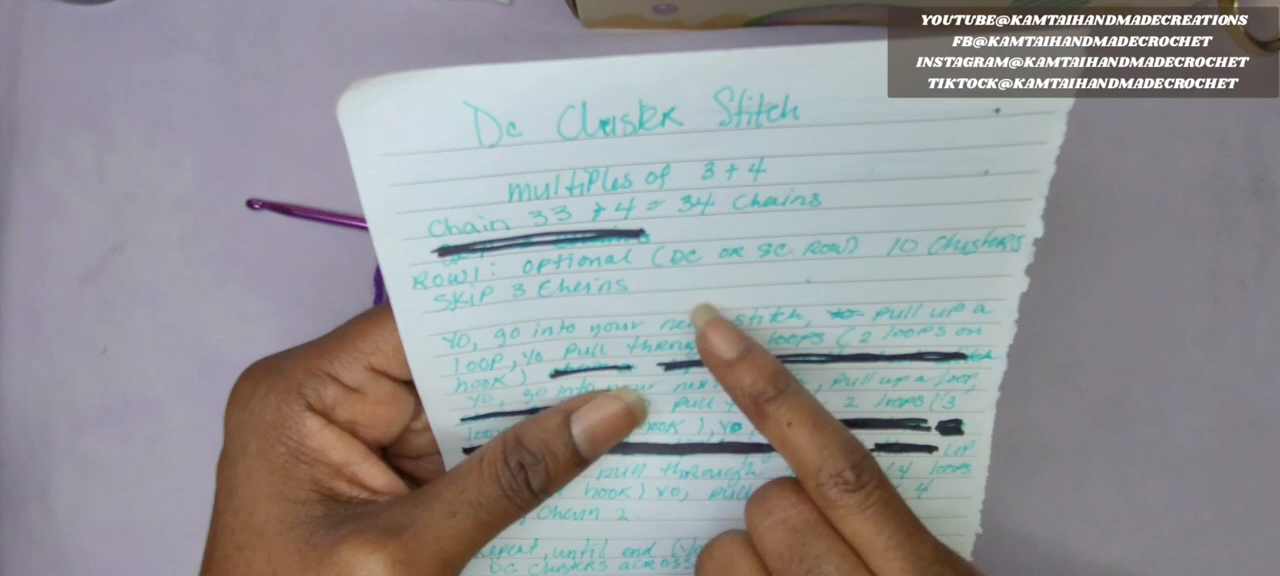 YOUTUBE@KAMTAIHANDMADECREATIONS
FB@KAMTAIHANDMADECROCHET
INSTAGRAM@KAMTAIHANDMADECROCHET
TIKTOCK@KAMTAIHANDMADECROCHET
Dc Cluster Stitch
multiples of 3 + 4
Chain 33 + 4 = 34 Chains
ROW1: optional (DC OR SC ROW) 10 Clusters
SKIP 3 Chains
YO, go into your stitch, pull up a
loop, yo pull through loops (2 loops on
hook)
yo, go into your , pull up a loop,
pull 2 loops (3
hook), yo,
up
pull through (4 loops
hook) yo, pull 4
Chain 2.
Repeat until end
DC Clusters across